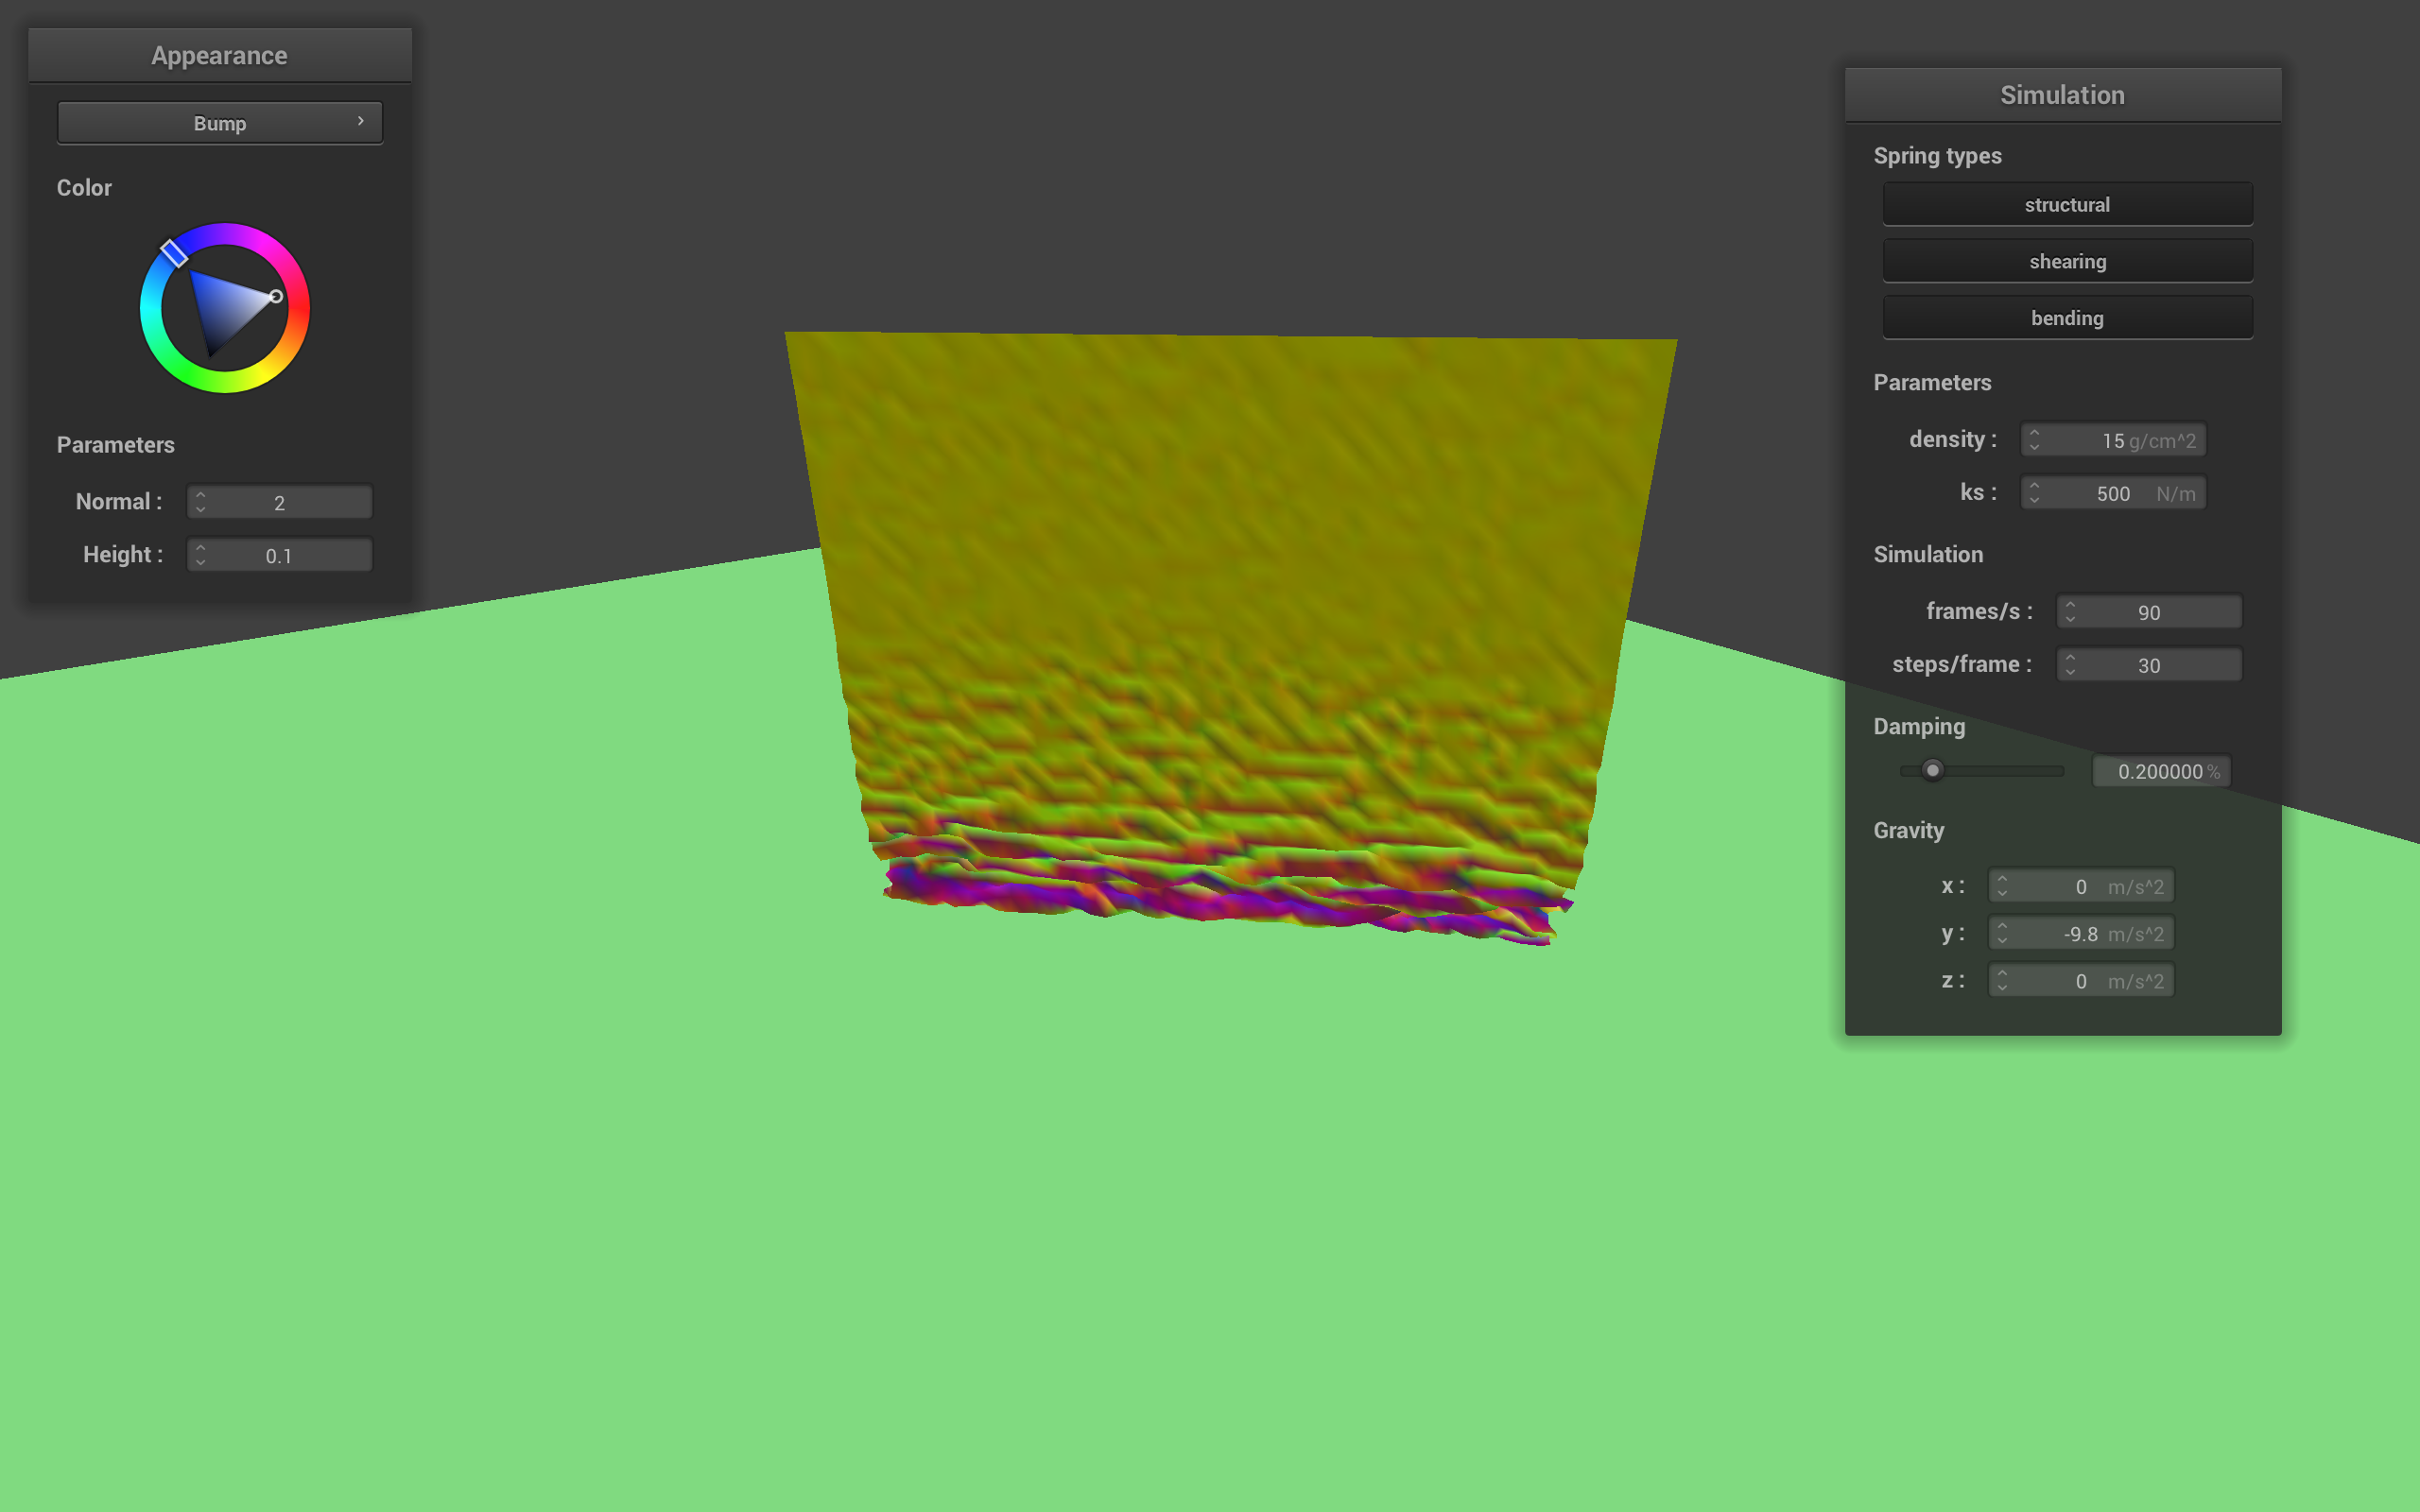 Appearance
Bump
Color
Parameters
Normal : 2
Height : 0.1
Simulation
Spring types
structural
shearing
bending
Parameters
density : 15 g/cm^2
ks : 500 N/m
Simulation
frames/s : 90
steps/frame : 30
Damping
0.200000 %
Gravity
x : 0 m/s^2
y : -9.8 m/s^2
z : 0 m/s^2